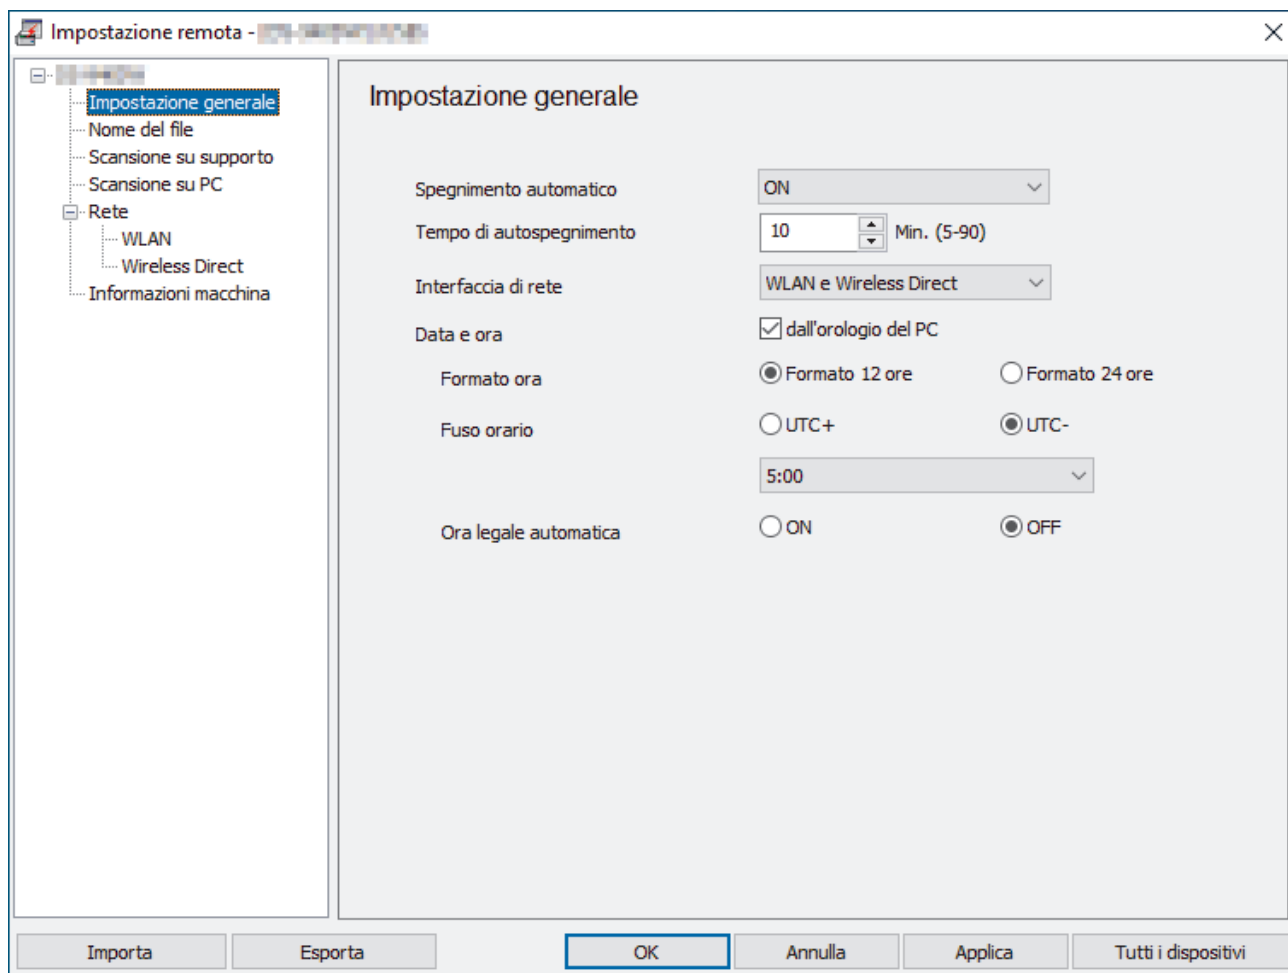 Impostazione remota -
Impostazione generale
Nome del file
Scansione su supporto
Scansione su PC
Rete
WLAN
Wireless Direct
Informazioni macchina
Impostazione generale
Spegnimento automatico ON
Tempo di autospegnimento 10 Min. (5-90)
Interfaccia di rete WLAN e Wireless Direct
Data e ora dall'orologio del PC
Formato ora Formato 12 ore Formato 24 ore
Fuso orario UTC+ UTC-
5:00
Ora legale automatica ON OFF
Importa Esporta OK Annulla Applica Tutti i dispositivi